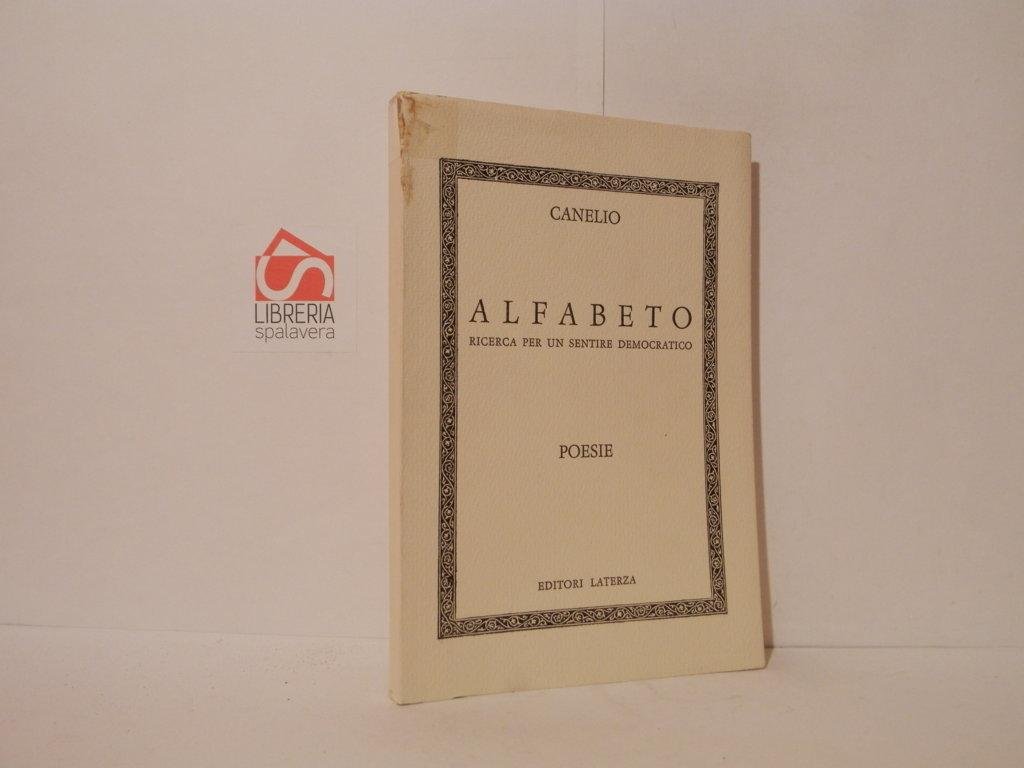 LIBRERIA
spalavera
CANELIO
ALFABETO
RICERCA PER UN SENTIRE DEMOCRATICO
POESIE
EDITORI LATERZA